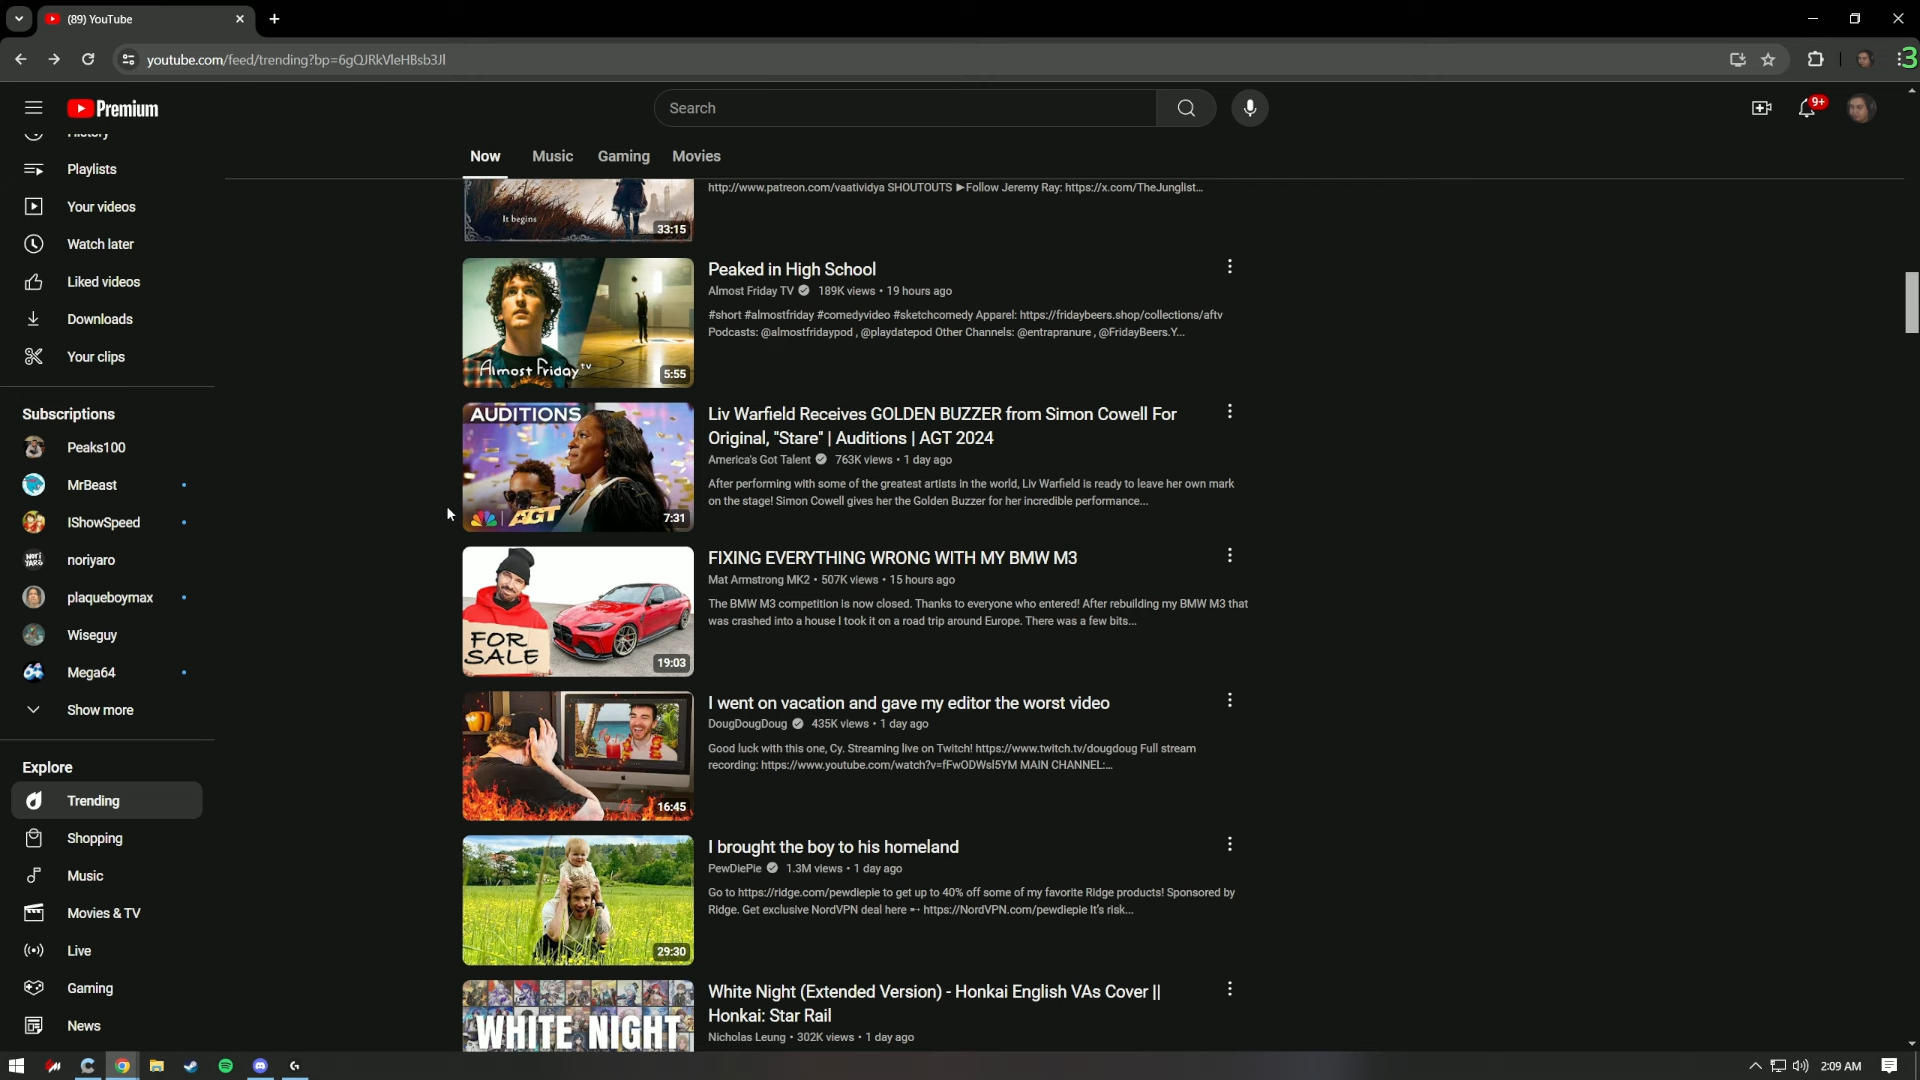 (89) YouTube
youtube.com/feed/trending?bp=6gQJRkVleHBsb3Jl
3
Premium
Search
9+
History
Playlists
Your videos
Watch later
Liked videos
Downloads
Your clips
Subscriptions
Peaks100
MrBeast
IShowSpeed
noriyaro
plaqueboymax
Wiseguy
Mega64
Show more
Explore
Trending
Shopping
Music
Movies & TV
Live
Gaming
News
Now Music Gaming Movies
It begins
33:15
http://www.patreon.com/vaatividya SHOUTOUTS ►Follow Jeremy Ray: https://x.com/TheJunglist...
Almost Friday TV
5:55
Peaked in High School
Almost Friday TV 189K views • 19 hours ago
#short #almostfriday #comedyvideo #sketchcomedy Apparel: https://fridaybeers.shop/collections/aftv
Podcasts: @almostfridaypod , @playdatepod Other Channels: @entrapranure , @FridayBeers.Y...
AUDITIONS
AGT
7:31
Liv Warfield Receives GOLDEN BUZZER from Simon Cowell For
Original, "Stare" | Auditions | AGT 2024
America's Got Talent 763K views • 1 day ago
After performing with some of the greatest artists in the world, Liv Warfield is ready to leave her own mark
on the stage! Simon Cowell gives her the Golden Buzzer for her incredible performance...
FOR
SALE
19:03
FIXING EVERYTHING WRONG WITH MY BMW M3
Mat Armstrong MK2 • 507K views • 15 hours ago
The BMW M3 competition is now closed. Thanks to everyone who entered! After rebuilding my BMW M3 that
was crashed into a house I took it on a road trip around Europe. There was a few bits...
16:45
I went on vacation and gave my editor the worst video
DougDougDoug 435K views • 1 day ago
Good luck with this one, Cy. Streaming live on Twitch! https://www.twitch.tv/dougdoug Full stream
recording: https://www.youtube.com/watch?v=fFwODWsl5YM MAIN CHANNEL:...
29:30
I brought the boy to his homeland
PewDiePie 1.3M views • 1 day ago
Go to https://ridge.com/pewdiepie to get up to 40% off some of my favorite Ridge products! Sponsored by
Ridge. Get exclusive NordVPN deal here ➼ https://NordVPN.com/pewdiepie It's risk...
WHITE NIGHT
White Night (Extended Version) - Honkai English VAs Cover ||
Honkai: Star Rail
Nicholas Leung • 302K views • 1 day ago
2:09 AM